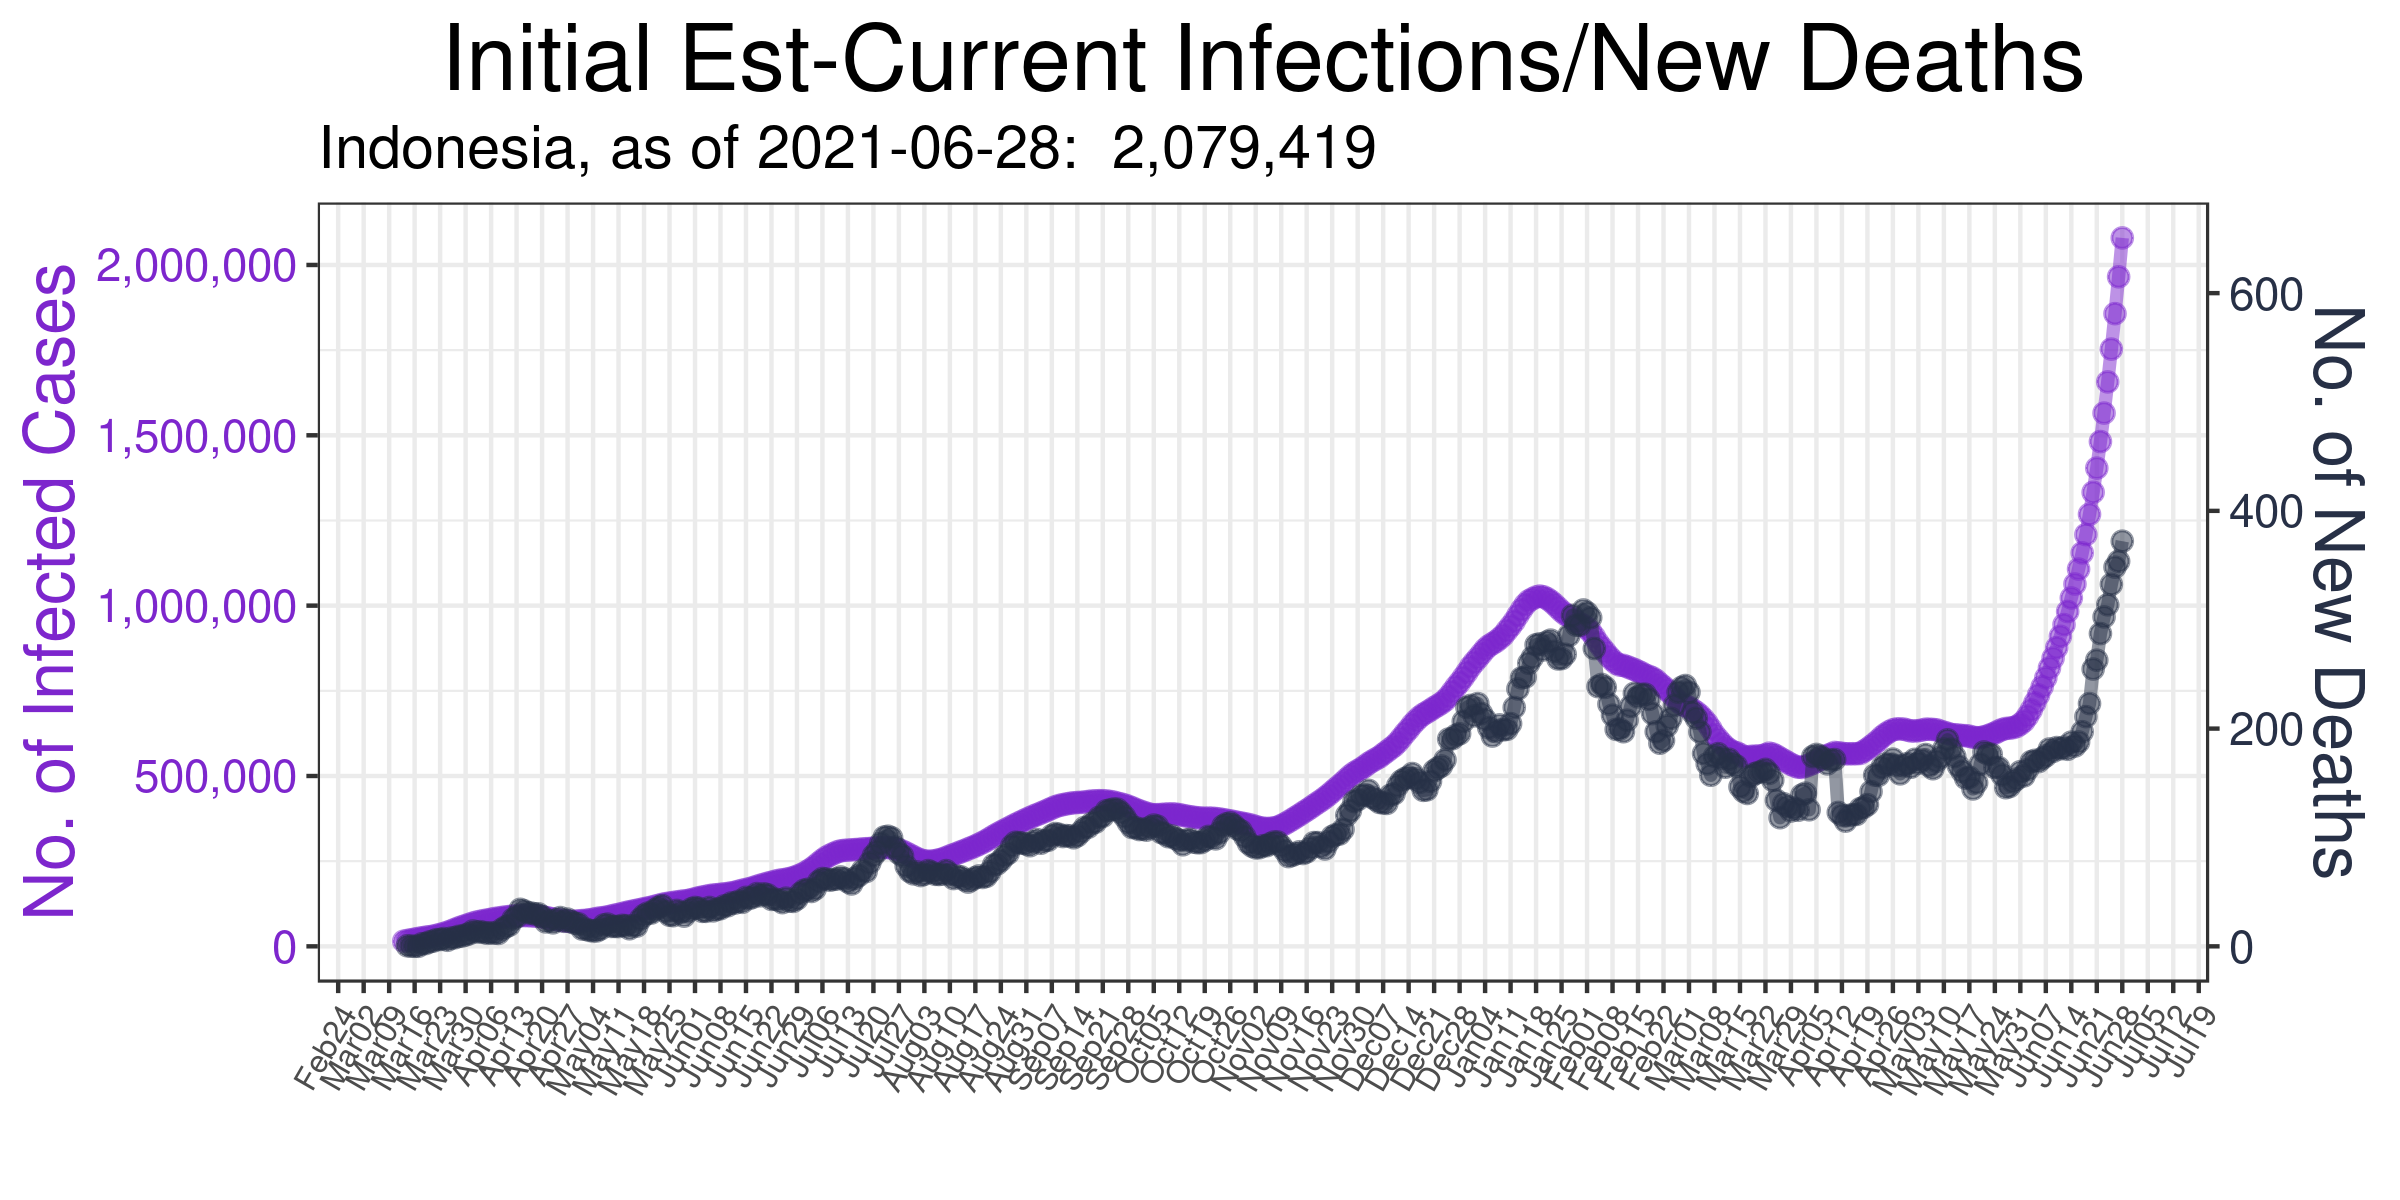 Initial Est-Current Infections/New Deaths
Indonesia, as of 2021-06-28: 2,079,419
No. of Infected Cases
2,000,000
1,500,000
1,000,000
500,000
0
600
400
200
0
No. of New Deaths
Feb24
Mar02
Mar09
Mar16
Mar23
Mar30
Apr06
Apr13
Apr20
Apr27
May04
May11
May18
May25
Jun01
Jun08
Jun15
Jun22
Jun29
Jul06
Jul13
Jul20
Jul27
Aug03
Aug10
Aug17
Aug24
Aug31
Sep07
Sep14
Sep21
Sep28
Oct05
Oct12
Oct19
Oct26
Nov02
Nov09
Nov16
Nov23
Nov30
Dec07
Dec14
Dec21
Dec28
Jan04
Jan11
Jan18
Jan25
Feb01
Feb08
Feb15
Feb22
Mar01
Mar08
Mar15
Mar22
Mar29
Apr05
Apr12
Apr19
Apr26
May03
May10
May17
May24
May31
Jun07
Jun14
Jun21
Jun28
Jul05
Jul12
Jul19